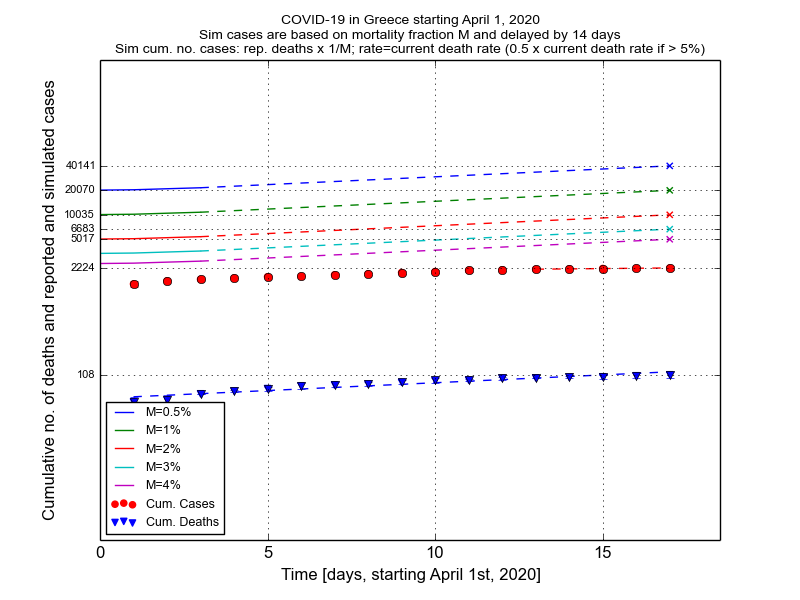 COVID-19 in Greece starting April 1, 2020
Sim cases are based on mortality fraction M and delayed by 14 days
Sim cum. no. cases: rep. deaths x 1/M; rate=current death rate (0.5 x current death rate if > 5%)
Cumulative no. of deaths and reported and simulated cases
40141
20070
10035
6683
5017
2224
108
M=0.5%
M=1%
M=2%
M=3%
M=4%
Cum. Cases
Cum. Deaths
0 5 10 15
Time [days, starting April 1st, 2020]